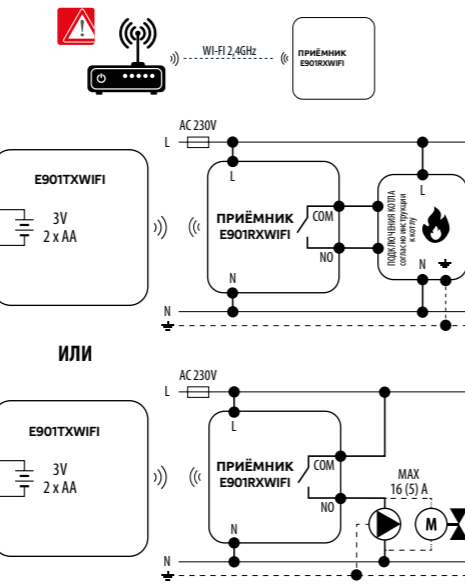 WI-FI 2,4GHz
ПРИЁМНИК
E901RXWIFI
AC 230V
L
E901TXWIFI
3V
2 x AA
L
ПРИЁМНИК
E901RXWIFI
COM
NO
N
L
ПОДКЛЮЧЕНИЯ КОТЛА
согласно инструкции
к котлу
N
N
ИЛИ
AC 230V
L
E901TXWIFI
3V
2 x AA
L
ПРИЁМНИК
E901RXWIFI
COM
NO
N
MAX
16 (5) A
M
N